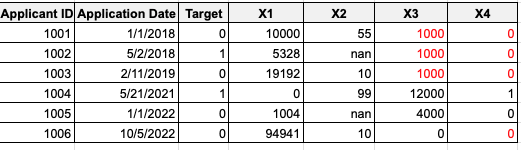 Applicant ID Application Date Target X1 X2 X3 X4
1001 1/1/2018 0 10000 55 1000 0
1002 5/2/2018 1 5328 nan 1000 0
1003 2/11/2019 0 19192 10 1000 0
1004 5/21/2021 1 0 99 12000 1
1005 1/1/2022 0 1004 nan 4000 0
1006 10/5/2022 0 94941 10 0 0